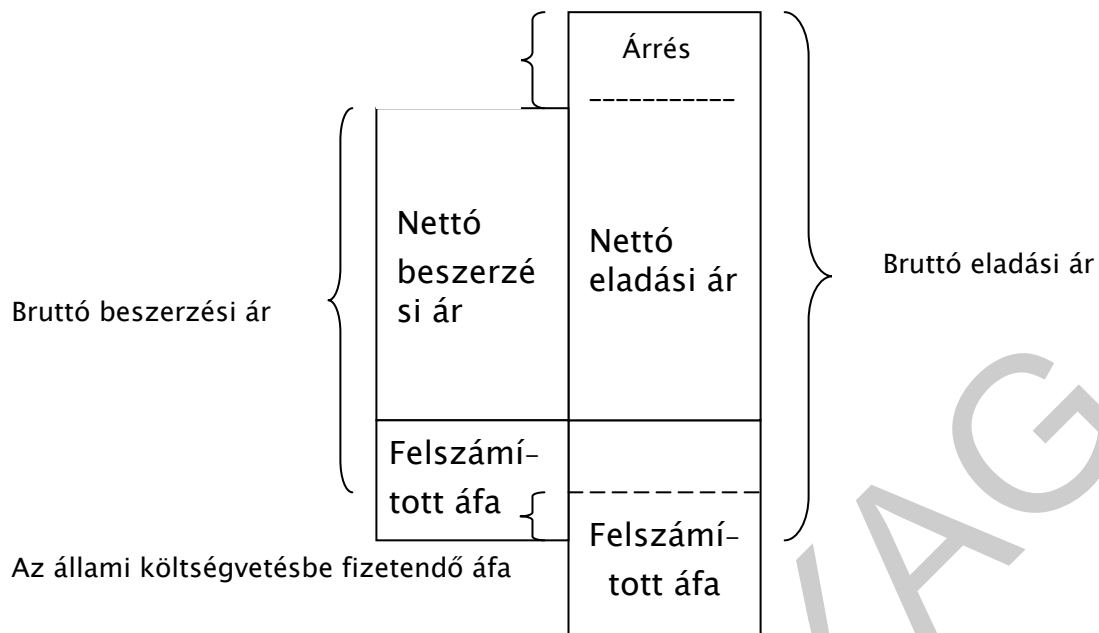 Árrés
Nettó
beszerzé
si ár
Nettó
eladási ár
Bruttó eladási ár
Bruttó beszerzési ár
Felszámí-
tott áfa
Felszámí-
tott áfa
Az állami költségvetésbe fizetendő áfa
YAG